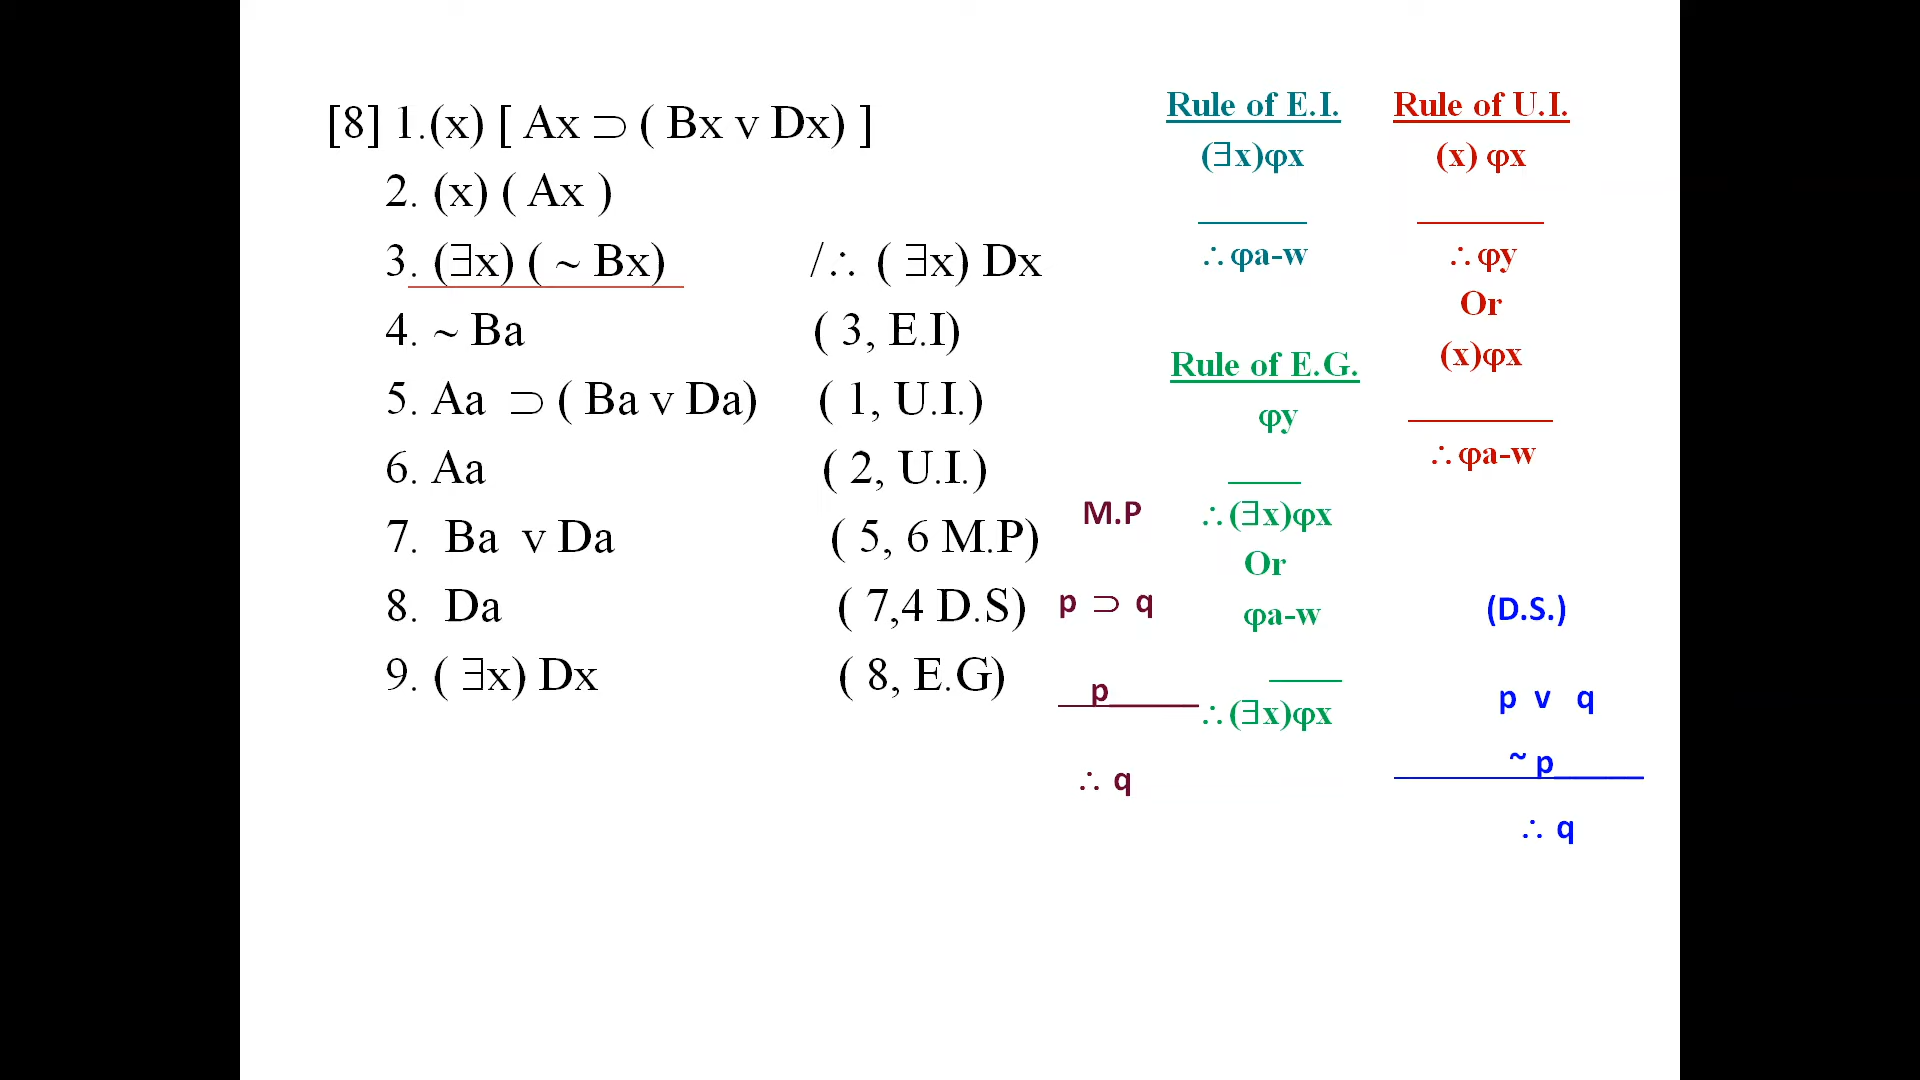 [8] 1.(x) [ Ax ⊃ ( Bx v Dx) ]
2. (x) ( Ax )
3. (∃x) ( ~ Bx) /∴ ( ∃x) Dx
4. ~ Ba ( 3, E.I)
5. Aa ⊃ ( Ba v Da) ( 1, U.I.)
6. Aa ( 2, U.I.)
7. Ba v Da ( 5, 6 M.P)
8. Da ( 7,4 D.S)
9. ( ∃x) Dx ( 8, E.G)
M.P
p ⊃ q
p
∴ q
Rule of E.I.
(∃x)φx
∴φa-w
Rule of E.G.
φy
∴(∃x)φx
Or
φa-w
∴(∃x)φx
Rule of U.I.
(x) φx
∴φy
Or
(x)φx
∴φa-w
(D.S.)
p v q
~ p
∴ q